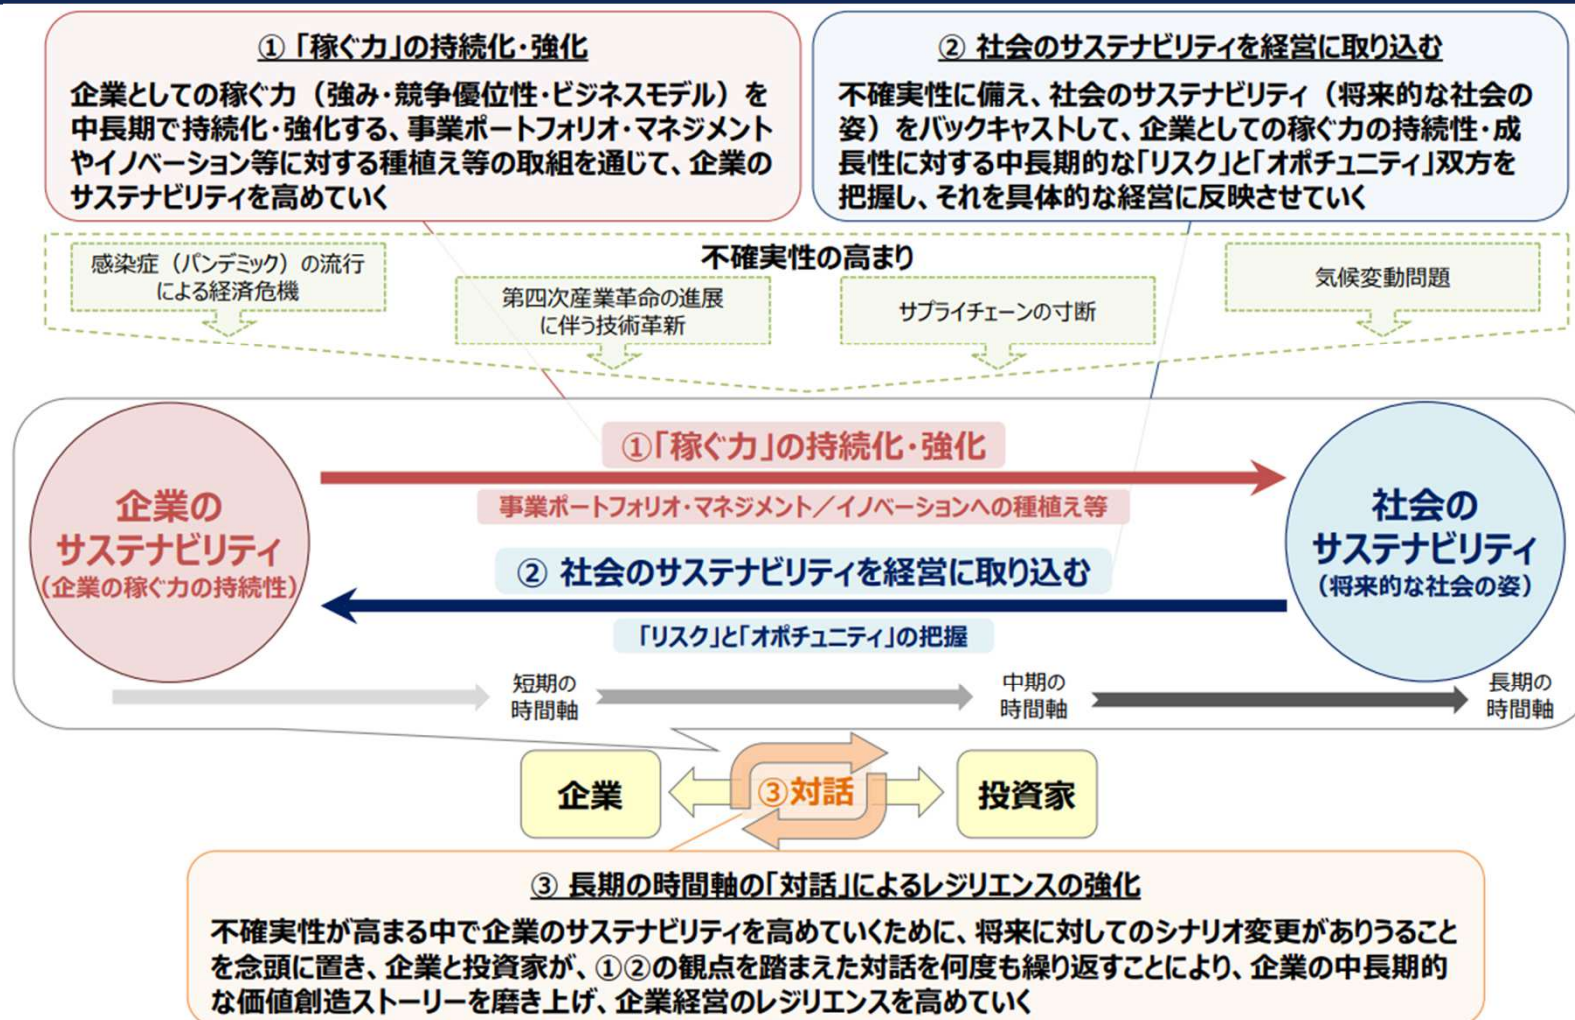 ① 「稼ぐ力」の持続化・強化
企業としての稼ぐ力（強み・競争優位性・ビジネスモデル）を
中長期で持続化・強化する、事業ポートフォリオ・マネジメント
やイノベーション等に対する種植え等の取組を通じて、企業の
サステナビリティを高めていく
② 社会のサステナビリティを経営に取り込む
不確実性に備え、社会のサステナビリティ（将来的な社会の
姿）をバックキャストして、企業としての稼ぐ力の持続性・成
長性に対する中長期的な「リスク」と「オポチュニティ」双方を
把握し、それを具体的な経営に反映させていく
不確実性の高まり
感染症（パンデミック）の流行
による経済危機
第四次産業革命の進展
に伴う技術革新
サプライチェーンの寸断
気候変動問題
①「稼ぐ力」の持続化・強化
事業ポートフォリオ・マネジメント／イノベーションへの種植え等
企業の
サステナビリティ
（企業の稼ぐ力の持続性）
② 社会のサステナビリティを経営に取り込む
「リスク」と「オポチュニティ」の把握
社会の
サステナビリティ
（将来的な社会の姿）
短期の
時間軸
中期の
時間軸
長期の
時間軸
企業
③対話
投資家
③ 長期の時間軸の「対話」によるレジリエンスの強化
不確実性が高まる中で企業のサステナビリティを高めていくために、将来に対してのシナリオ変更がありうること
を念頭に置き、企業と投資家が、①②の観点を踏まえた対話を何度も繰り返すことにより、企業の中長期的
な価値創造ストーリーを磨き上げ、企業経営のレジリエンスを高めていく